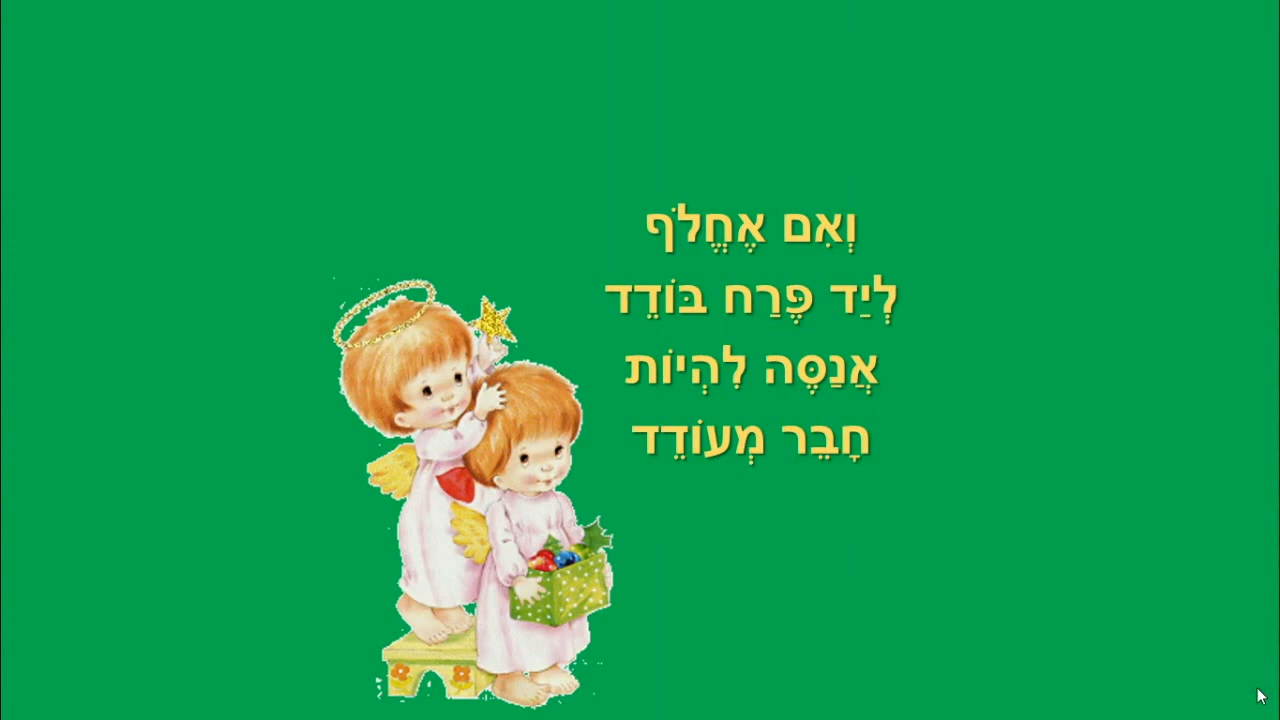 וְאִם אֶחֱלֹף
לְיַד פֶּרַח בּוֹדֵד
אֲנַסֶּה לִהְיוֹת
חָבֵר מְעוֹדֵד